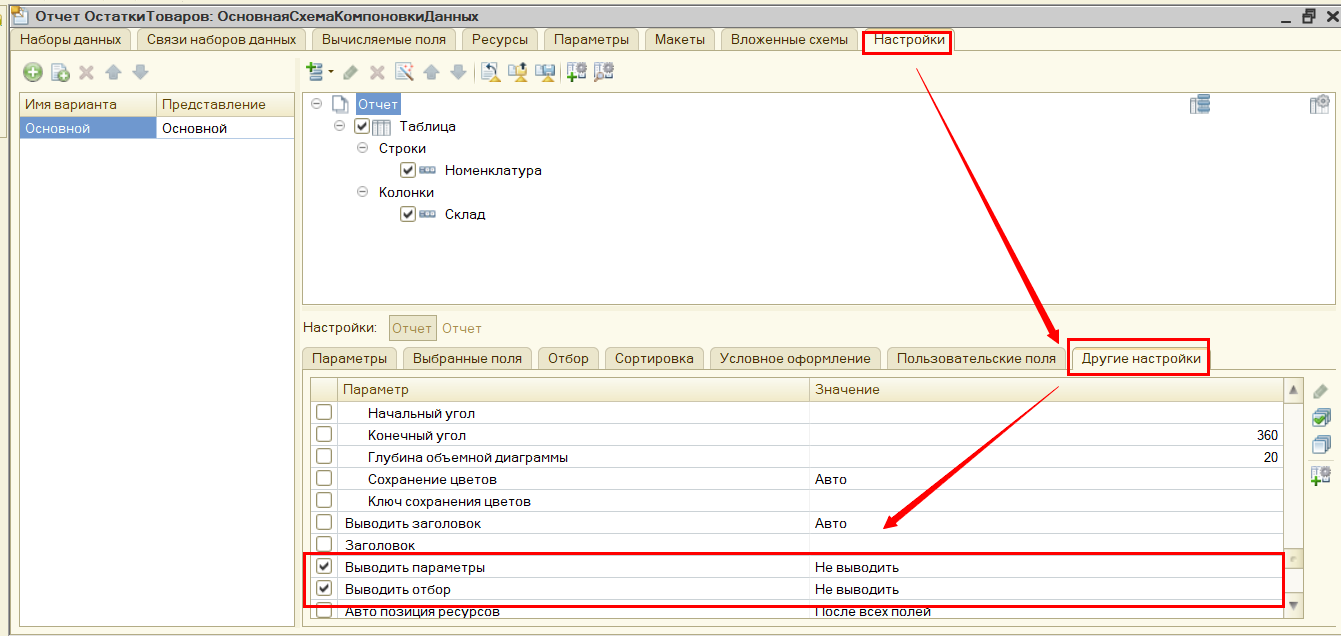 Отчет ОстаткиТоваров: ОсновнаяСхемаКомпоновкиДанных
Наборы данных Связи наборов данных Вычисляемые поля Ресурсы Параметры Макеты Вложенные схемы Настройки
Имя варианта Представление
Основной Основной
Отчет
Таблица
Строки
Номенклатура
Колонки
Склад
Настройки: Отчет Отчет
Параметры Выбранные поля Отбор Сортировка Условное оформление Пользовательские поля Другие настройки
Параметр Значение
Начальный угол
Конечный угол 360
Глубина объемной диаграммы 20
Сохранение цветов Авто
Ключ сохранения цветов
Выводить заголовок Авто
Заголовок
Выводить параметры Не выводить
Выводить отбор Не выводить
Авто позиция ресурсов После всех полей